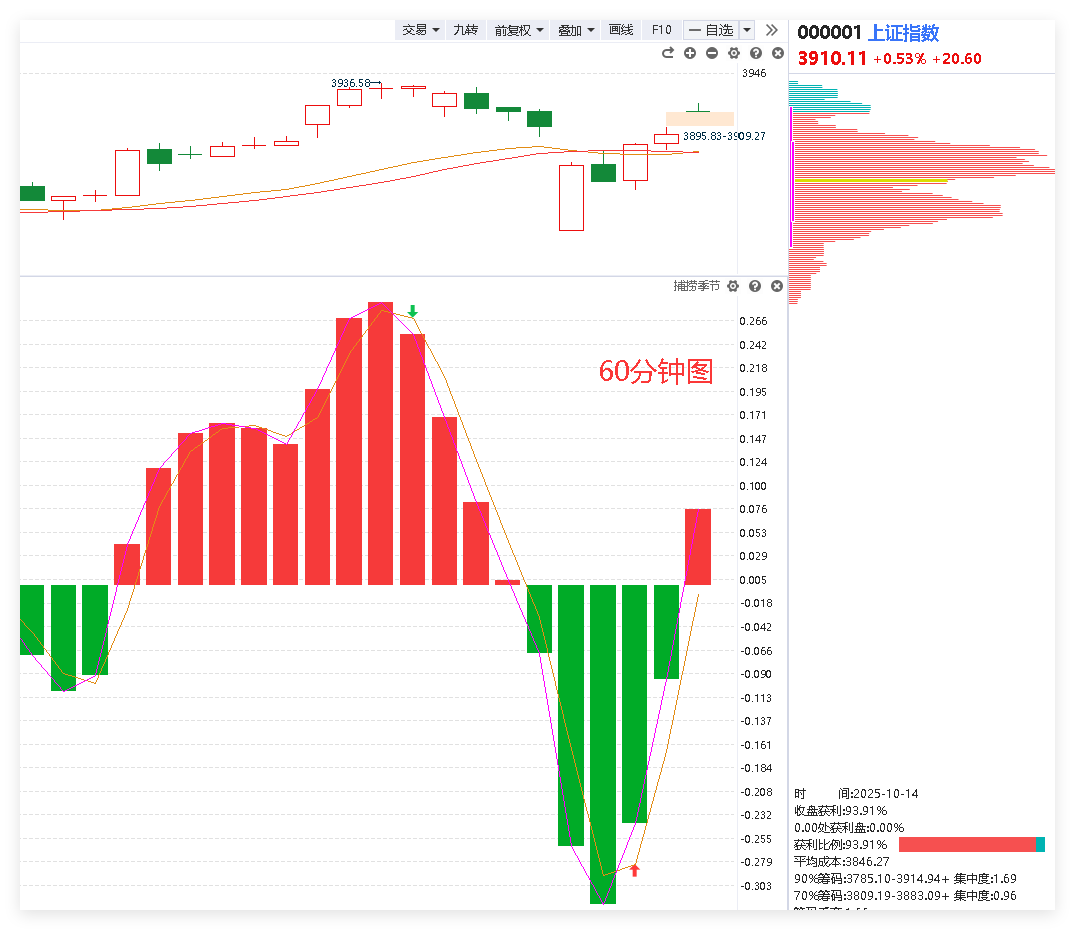 交易 九转 前复权 叠加 画线 F10 一 自选
000001 上证指数
3910.11 +0.53% +20.60
3946
3936.58
3895.83-3909.27
捕捞季节
60分钟图
0.266
0.242
0.218
0.195
0.171
0.147
0.124
0.100
0.076
0.053
0.029
0.005
-0.018
-0.042
-0.066
-0.090
-0.113
-0.137
-0.161
-0.184
-0.208
-0.232
-0.255
-0.279
-0.303
时 间:2025-10-14
收盘获利:93.91%
0.00处获利盘:0.00%
获利比例:93.91%
平均成本:3846.27
90%筹码:3785.10-3914.94+ 集中度:1.69
70%筹码:3809.19-3883.09+ 集中度:0.96